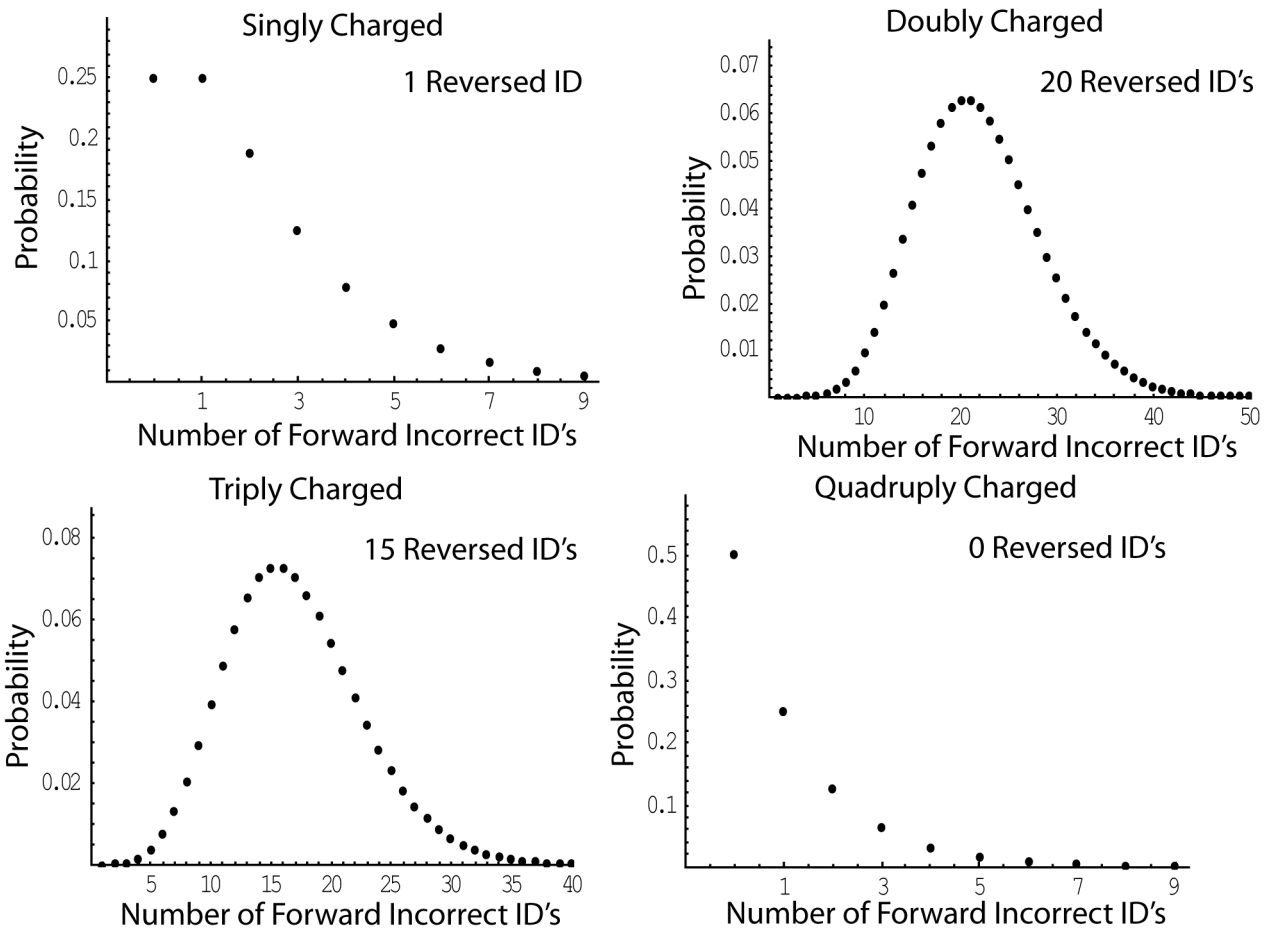 Singly Charged
1 Reversed ID
Probability
0.25
0.2
0.15
0.1
0.05
1 3 5 7 9
Number of Forward Incorrect ID's
Doubly Charged
20 Reversed ID's
Probability
0.07
0.06
0.05
0.04
0.03
0.02
0.01
10 20 30 40 50
Number of Forward Incorrect ID's
Triply Charged
15 Reversed ID's
Probability
0.08
0.06
0.04
0.02
5 10 15 20 25 30 35 40
Number of Forward Incorrect ID's
Quadruply Charged
0 Reversed ID's
Probability
0.5
0.4
0.3
0.2
0.1
1 3 5 7 9
Number of Forward Incorrect ID's